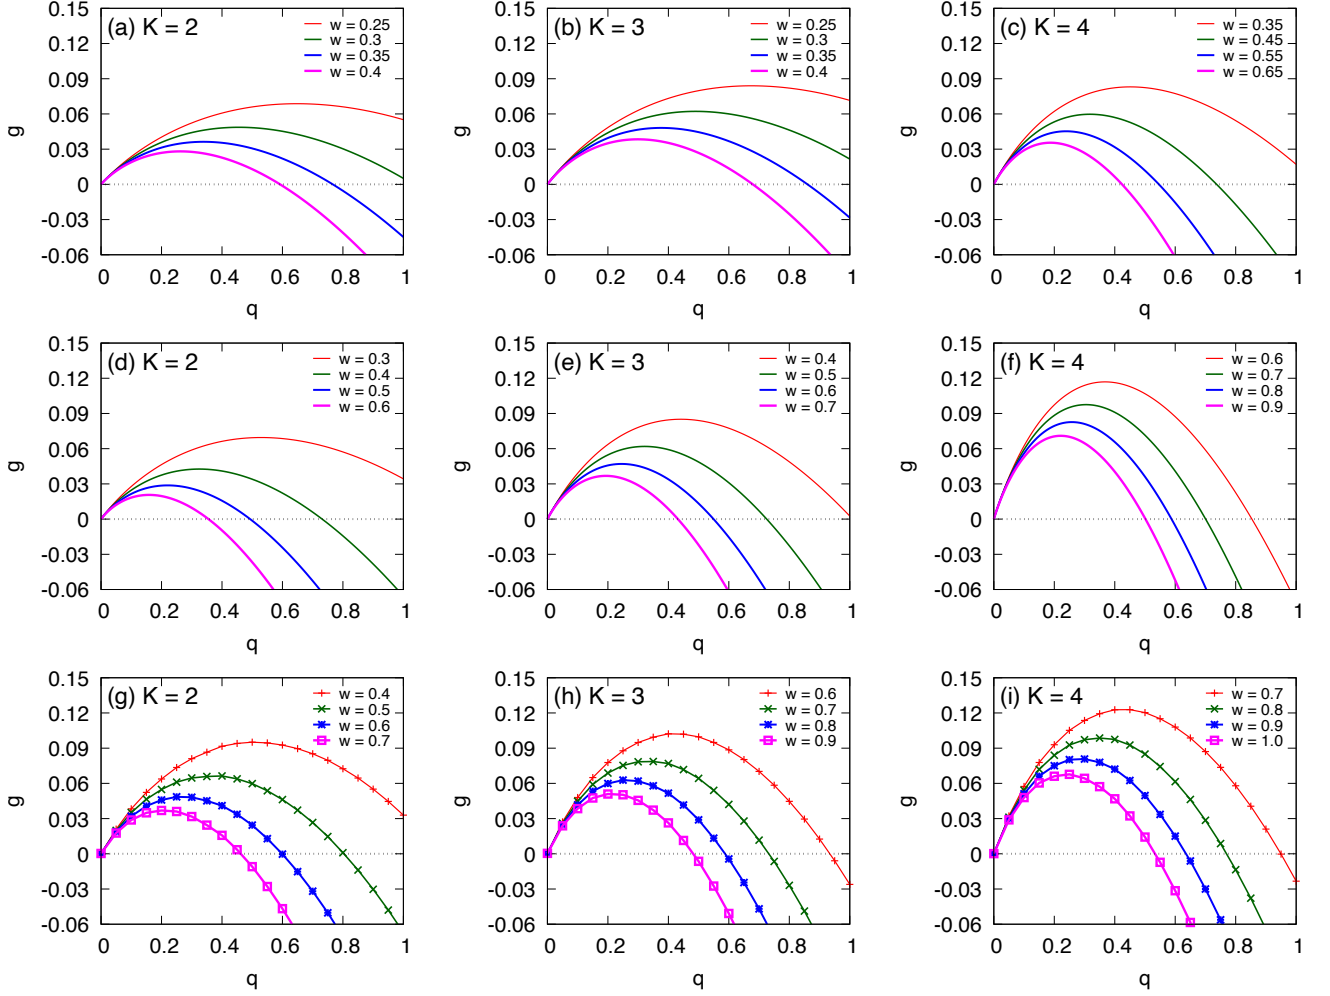 (a) K = 2
w = 0.25
w = 0.3
w = 0.35
w = 0.4
0.15
0.12
0.09
0.06
0.03
0
-0.03
-0.06
g
0 0.2 0.4 0.6 0.8 1
q
(b) K = 3
w = 0.25
w = 0.3
w = 0.35
w = 0.4
0.15
0.12
0.09
0.06
0.03
0
-0.03
-0.06
g
0 0.2 0.4 0.6 0.8 1
q
(c) K = 4
w = 0.35
w = 0.45
w = 0.55
w = 0.65
0.15
0.12
0.09
0.06
0.03
0
-0.03
-0.06
g
0 0.2 0.4 0.6 0.8 1
q
(d) K = 2
w = 0.3
w = 0.4
w = 0.5
w = 0.6
0.15
0.12
0.09
0.06
0.03
0
-0.03
-0.06
g
0 0.2 0.4 0.6 0.8 1
q
(e) K = 3
w = 0.4
w = 0.5
w = 0.6
w = 0.7
0.15
0.12
0.09
0.06
0.03
0
-0.03
-0.06
g
0 0.2 0.4 0.6 0.8 1
q
(f) K = 4
w = 0.6
w = 0.7
w = 0.8
w = 0.9
0.15
0.12
0.09
0.06
0.03
0
-0.03
-0.06
g
0 0.2 0.4 0.6 0.8 1
q
(g) K = 2
w = 0.4
w = 0.5
w = 0.6
w = 0.7
0.15
0.12
0.09
0.06
0.03
0
-0.03
-0.06
g
0 0.2 0.4 0.6 0.8 1
q
(h) K = 3
w = 0.6
w = 0.7
w = 0.8
w = 0.9
0.15
0.12
0.09
0.06
0.03
0
-0.03
-0.06
g
0 0.2 0.4 0.6 0.8 1
q
(i) K = 4
w = 0.7
w = 0.8
w = 0.9
w = 1.0
0.15
0.12
0.09
0.06
0.03
0
-0.03
-0.06
g
0 0.2 0.4 0.6 0.8 1
q